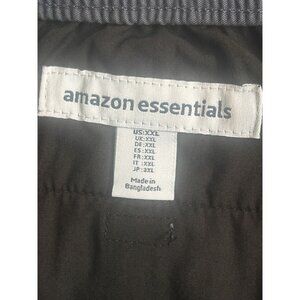 amazon essentials
US:XXL
UK:XXL
DE:XXL
ES:XXL
FR:XXL
IT :XXL
JP:3XL
Made in
Bangladesh